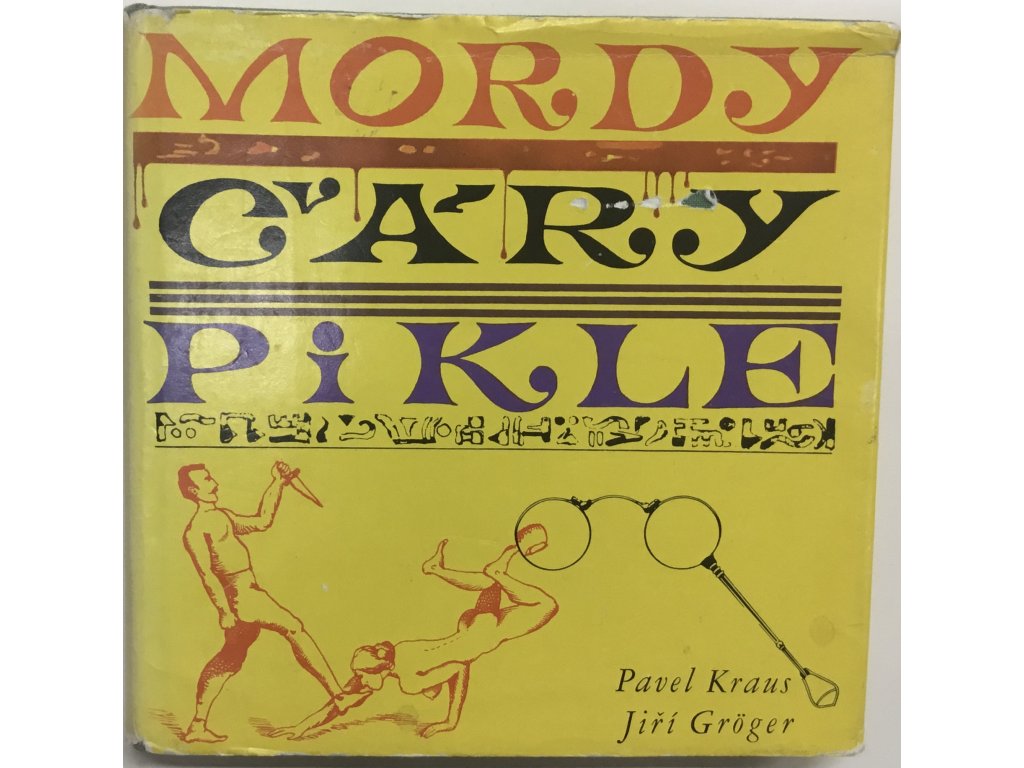 MORDY
ČÁRY
PiKLE
Pavel Kraus
Jiří Gröger